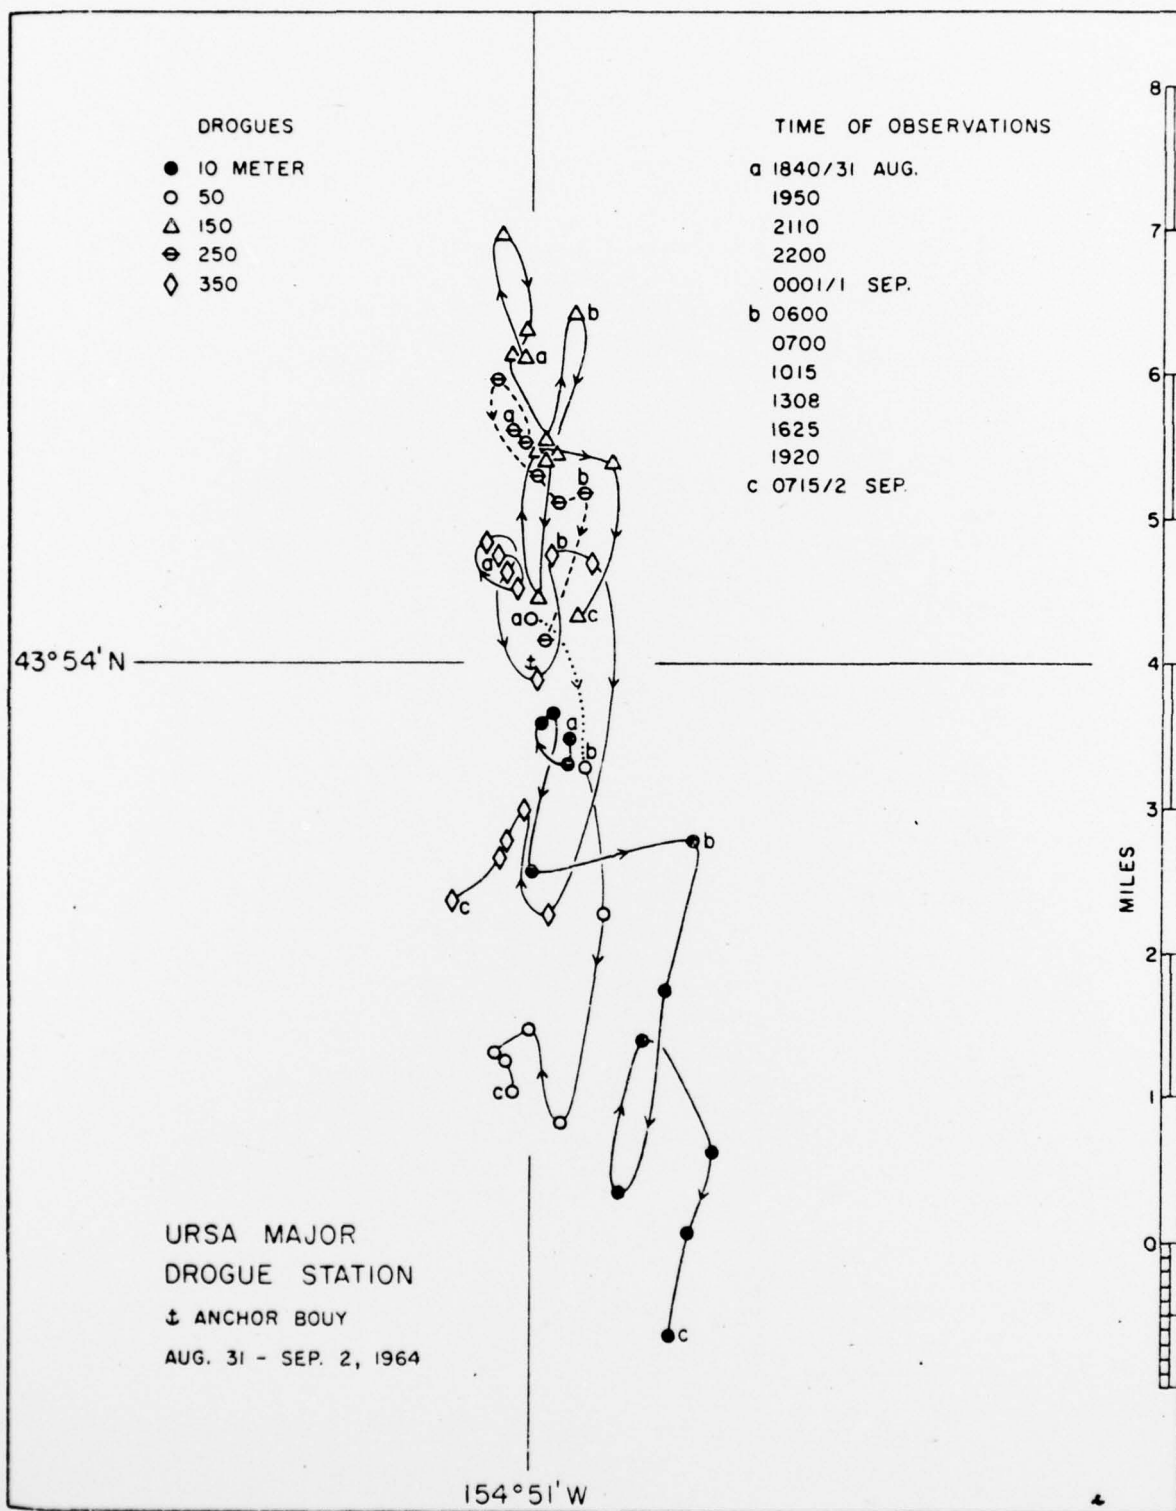 DROGUES
10 METER
50
150
250
350
TIME OF OBSERVATIONS
a 1840/31 AUG.
1950
2110
2200
0001/1 SEP.
b 0600
0700
1015
1308
1625
1920
c 0715/2 SEP.
b
a
a
b
a
b
a
c
43°54'N
a
b
b
c
c
c
8
7
6
5
4
3
2
1
0
MILES
URSA MAJOR
DROGUE STATION
ANCHOR BOUY
AUG. 31 - SEP. 2, 1964
154°51'W